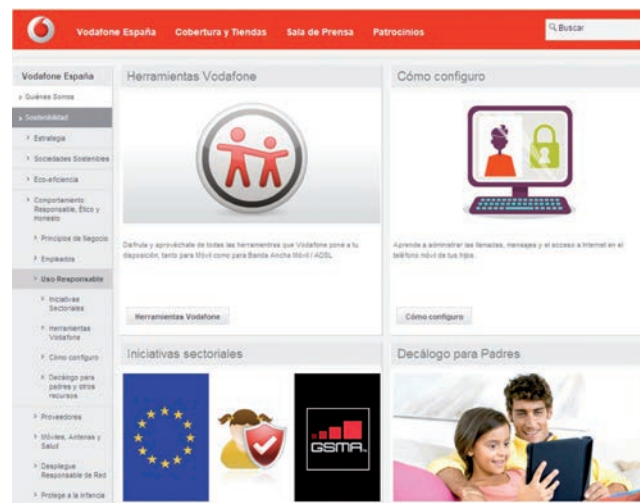 Vodafone España
Cobertura y Tiendas
Sala de Prensa
Patrocinios
Buscar
Vodafone España
Quiénes Somos
Sostenibilidad
Estrategia
Sociedades Sostenibles
Eco-eficiencia
Comportamiento
Responsable, Ético y
Honesto
Principios de Negocio
Empleados
Uso Responsable
Iniciativas
Sectoriales
Herramientas
Vodafone
Cómo configuro
Decálogo para
padres y otros
recursos
Proveedores
Móviles, Antenas y
Salud
Despliegue
Responsable de Red
Protege a la Infancia
Herramientas Vodafone
Disfruta y aprovéchate de todas las herramientas que Vodafone pone a tu
disposición, tanto para Móvil como para Banda Ancha Móvil / ADSL.
Herramientas Vodafone
Cómo configuro
Aprende a administrar las llamadas, mensajes y el acceso a Internet en el
teléfono móvil de tus hijos.
Cómo configuro
Iniciativas sectoriales
GSMA
Decálogo para Padres